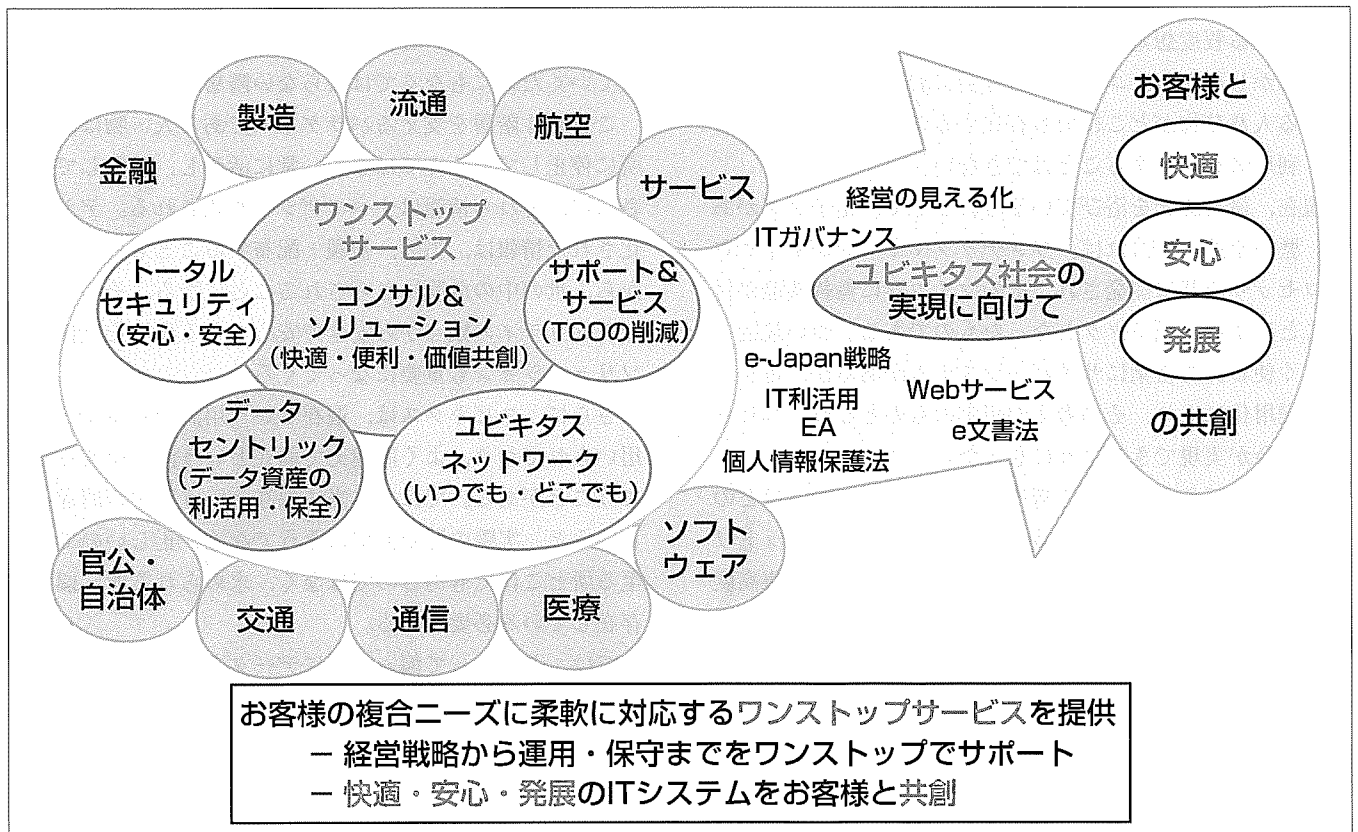 金融
製造
流通
航空
サービス
ワンストップ
サービス
コンサル&
ソリューション
(快適・便利・価値共創)
トータル
セキュリティ
(安心・安全)
サポート&
サービス
(TCOの削減)
データ
セントリック
(データ資産の
利活用・保全)
ユビキタス
ネットワーク
(いつでも・どこでも)
官公・
自治体
交通
通信
医療
ソフト
ウェア
経営の見える化
ITガバナンス
ユビキタス社会の
実現に向けて
e-Japan戦略
IT利活用
EA
個人情報保護法
Webサービス
e文書法
お客様と
快適
安心
発展
の共創
お客様の複合ニーズに柔軟に対応するワンストップサービスを提供
－ 経営戦略から運用・保守までをワンストップでサポート
－ 快適・安心・発展のITシステムをお客様と共創